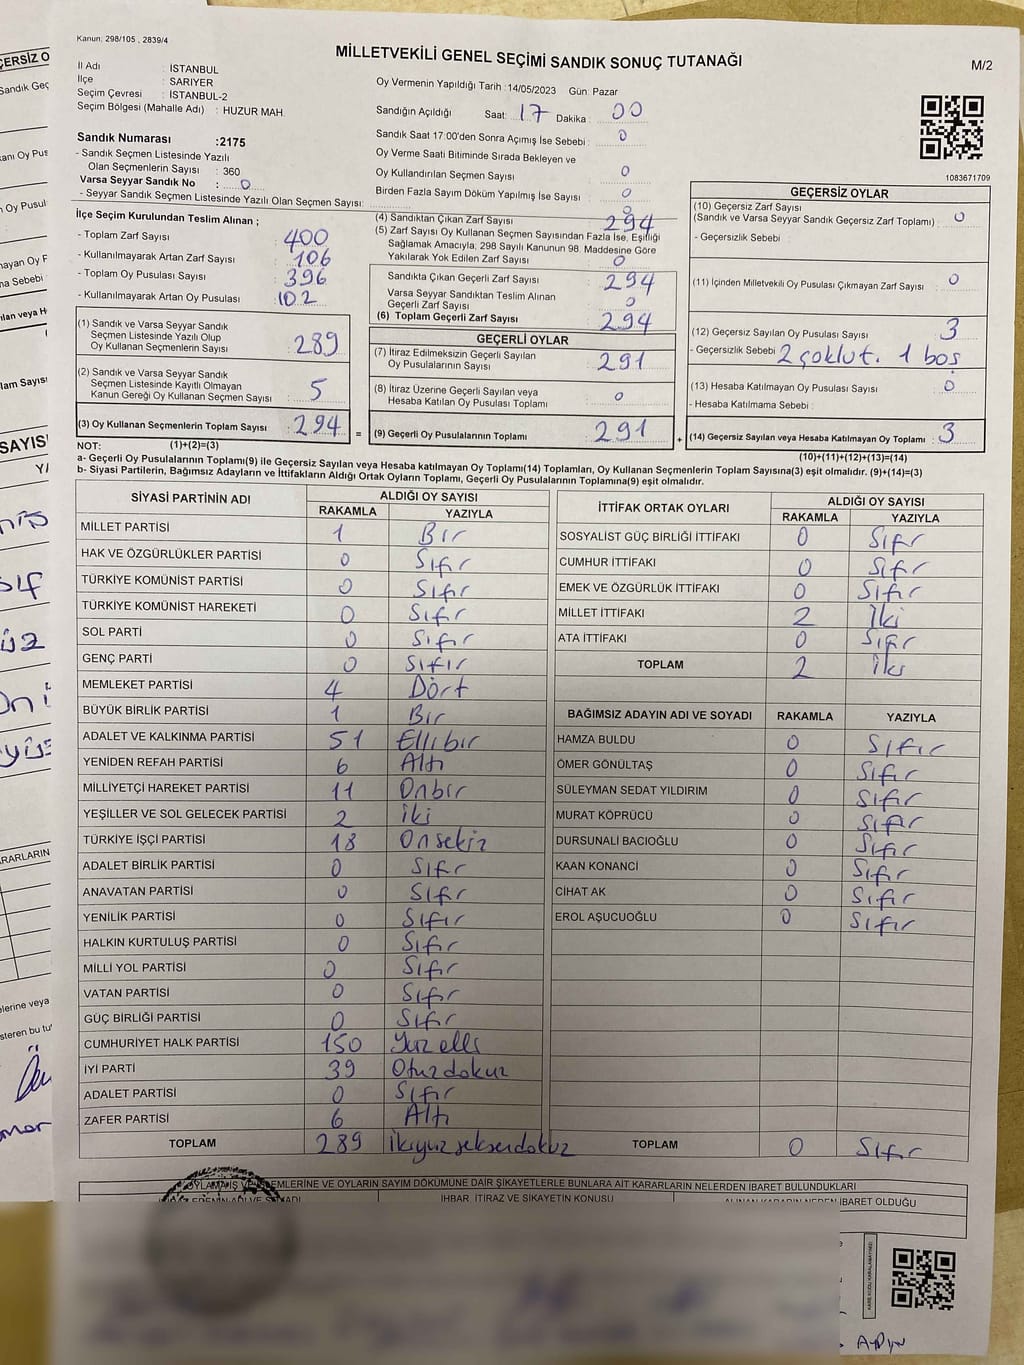 Kanun: 298/105 , 2839/4
MİLLETVEKİLİ GENEL SEÇİMİ SANDIK SONUÇ TUTANAĞI
M/2
İl Adı : İSTANBUL
İlçe : SARIYER
Seçim Çevresi : İSTANBUL-2
Seçim Bölgesi (Mahalle Adı) : HUZUR MAH.
Oy Vermenin Yapıldığı Tarih : 14/05/2023 Gün: Pazar
Sandığın Açıldığı Saat: 17 Dakika : 00
Sandık Saat 17:00'den Sonra Açımış İse Sebebi : 0
Oy Verme Saati Bitiminde Sırada Bekleyen ve
Oy Kullandırılan Seçmen Sayısı 0
Birden Fazla Sayım Döküm Yapılmış İse Sayısı 0
Sandık Numarası :2175
- Sandık Seçmen Listesinde Yazılı
Olan Seçmenlerin Sayısı : 360
Varsa Seyyar Sandık No : 0
- Seyyar Sandık Seçmen Listesinde Yazılı Olan Seçmen Sayısı:
İlçe Seçim Kurulundan Teslim Alınan ;
- Toplam Zarf Sayısı 400
- Kullanılmayarak Artan Zarf Sayısı : 106
- Toplam Oy Pusulası Sayısı : 396
- Kullanılmayarak Artan Oy Pusulası : 102
(1) Sandık ve Varsa Seyyar Sandık
Seçmen Listesinde Yazılı Olup
Oy Kullanan Seçmenlerin Sayısı : 289
(2) Sandık ve Varsa Seyyar Sandık
Seçmen Listesinde Kayıtlı Olmayan
Kanun Gereği Oy Kullanan Seçmen Sayısı : 5
(3) Oy Kullanan Seçmenlerin Toplam Sayısı : 294 =
(4) Sandıktan Çıkan Zarf Sayısı 294
(5) Zarf Sayısı Oy Kullanan Seçmen Sayısından Fazla İse, Eşitliği
Sağlamak Amacıyla, 298 Sayılı Kanunun 98. Maddesine Göre
Yakılarak Yok Edilen Zarf Sayısı : 0
Sandıkta Çıkan Geçerli Zarf Sayısı : 294
Varsa Seyyar Sandıktan Teslim Alınan
Geçerli Zarf Sayısı : 0
(6) Toplam Geçerli Zarf Sayısı : 294
GEÇERLİ OYLAR
(7) İtiraz Edilmeksizin Geçerli Sayılan
Oy Pusulalarının Sayısı : 291
(8) İtiraz Üzerine Geçerli Sayılan veya
Hesaba Katılan Oy Pusulası Toplamı : 0
(9) Geçerli Oy Pusulalarının Toplamı : 291 +
1083671709
GEÇERSİZ OYLAR
(10) Geçersiz Zarf Sayısı
(Sandık ve Varsa Seyyar Sandık Geçersiz Zarf Toplamı) : 0
- Geçersizlik Sebebi :
(11) İçinden Milletvekili Oy Pusulası Çıkmayan Zarf Sayısı : 0
(12) Geçersiz Sayılan Oy Pusulası Sayısı : 3
- Geçersizlik Sebebi : 2 çoklut. 1 boş
(13) Hesaba Katılmayan Oy Pusulası Sayısı : 0
- Hesaba Katılmama Sebebi :
(14) Geçersiz Sayılan veya Hesaba Katılmayan Oy Toplamı : 3
NOT: (1)+(2)=(3)
(10)+(11)+(12)+(13)=(14)
a- Geçerli Oy Pusulalarının Toplamı(9) ile Geçersiz Sayılan veya Hesaba katılmayan Oy Toplamı(14) Toplamları, Oy Kullanan Seçmenlerin Toplam Sayısına(3) eşit olmalıdır. (9)+(14)=(3)
b- Siyasi Partilerin, Bağımsız Adayların ve İttifakların Aldığı Ortak Oyların Toplamı, Geçerli Oy Pusulalarının Toplamına(9) eşit olmalıdır.
SİYASİ PARTİNİN ADI
ALDIĞI OY SAYISI
RAKAMLA YAZIYLA
MİLLET PARTİSİ 1 Bir
HAK VE ÖZGÜRLÜKLER PARTİSİ 0 Sıfır
TÜRKİYE KOMÜNİST PARTİSİ 0 Sıfır
TÜRKİYE KOMÜNİST HAREKETİ 0 Sıfır
SOL PARTİ 0 Sıfır
GENÇ PARTİ 0 Sıfır
MEMLEKET PARTİSİ 4 Dört
BÜYÜK BİRLİK PARTİSİ 1 Bir
ADALET VE KALKINMA PARTİSİ 51 Ellibir
YENİDEN REFAH PARTİSİ 6 Altı
MİLLİYETÇİ HAREKET PARTİSİ 11 Onbir
YEŞİLLER VE SOL GELECEK PARTİSİ 2 iki
TÜRKİYE İŞÇİ PARTİSİ 18 Onsekiz
ADALET BİRLİK PARTİSİ 0 Sıfır
ANAVATAN PARTİSİ 0 Sıfır
YENİLİK PARTİSİ 0 Sıfır
HALKIN KURTULUŞ PARTİSİ 0 Sıfır
MİLLİ YOL PARTİSİ 0 Sıfır
VATAN PARTİSİ 0 Sıfır
GÜÇ BİRLİĞİ PARTİSİ 0 Sıfır
CUMHURİYET HALK PARTİSİ 150 Yüz elli
İYİ PARTİ 39 Otuzdokuz
ADALET PARTİSİ 0 Sıfır
ZAFER PARTİSİ 6 Altı
TOPLAM 289 ikiyüzseksendokuz
İTTİFAK ORTAK OYLARI
ALDIĞI OY SAYISI
RAKAMLA YAZIYLA
SOSYALİST GÜÇ BİRLİĞİ İTTİFAKI 0 Sıfır
CUMHUR İTTİFAKI 0 Sıfır
EMEK VE ÖZGÜRLÜK İTTİFAKI 0 Sıfır
MİLLET İTTİFAKI 2 İki
ATA İTTİFAKI 0 Sıfır
TOPLAM 2 İki
BAĞIMSIZ ADAYIN ADI VE SOYADI RAKAMLA YAZIYLA
HAMZA BULDU 0 Sıfır
ÖMER GÖNÜLTAŞ 0 Sıfır
SÜLEYMAN SEDAT YILDIRIM 0 Sıfır
MURAT KÖPRÜCÜ 0 Sıfır
DURSUNALİ BACIOĞLU 0 Sıfır
KAAN KONANCİ 0 Sıfır
CİHAT AK 0 Sıfır
EROL AŞUCUOĞLU 0 Sıfır
TOPLAM 0 Sıfır
EMLERİNE VE OYLARIN SAYIM DÖKÜMÜNE DAİR ŞİKAYETLERLE BUNLARA AİT KARARLARIN NELERDEN İBARET BULUNDUKLARI
İHBAR, İTİRAZ VE ŞİKAYETİN KONUSU
İBARET OLDUĞU